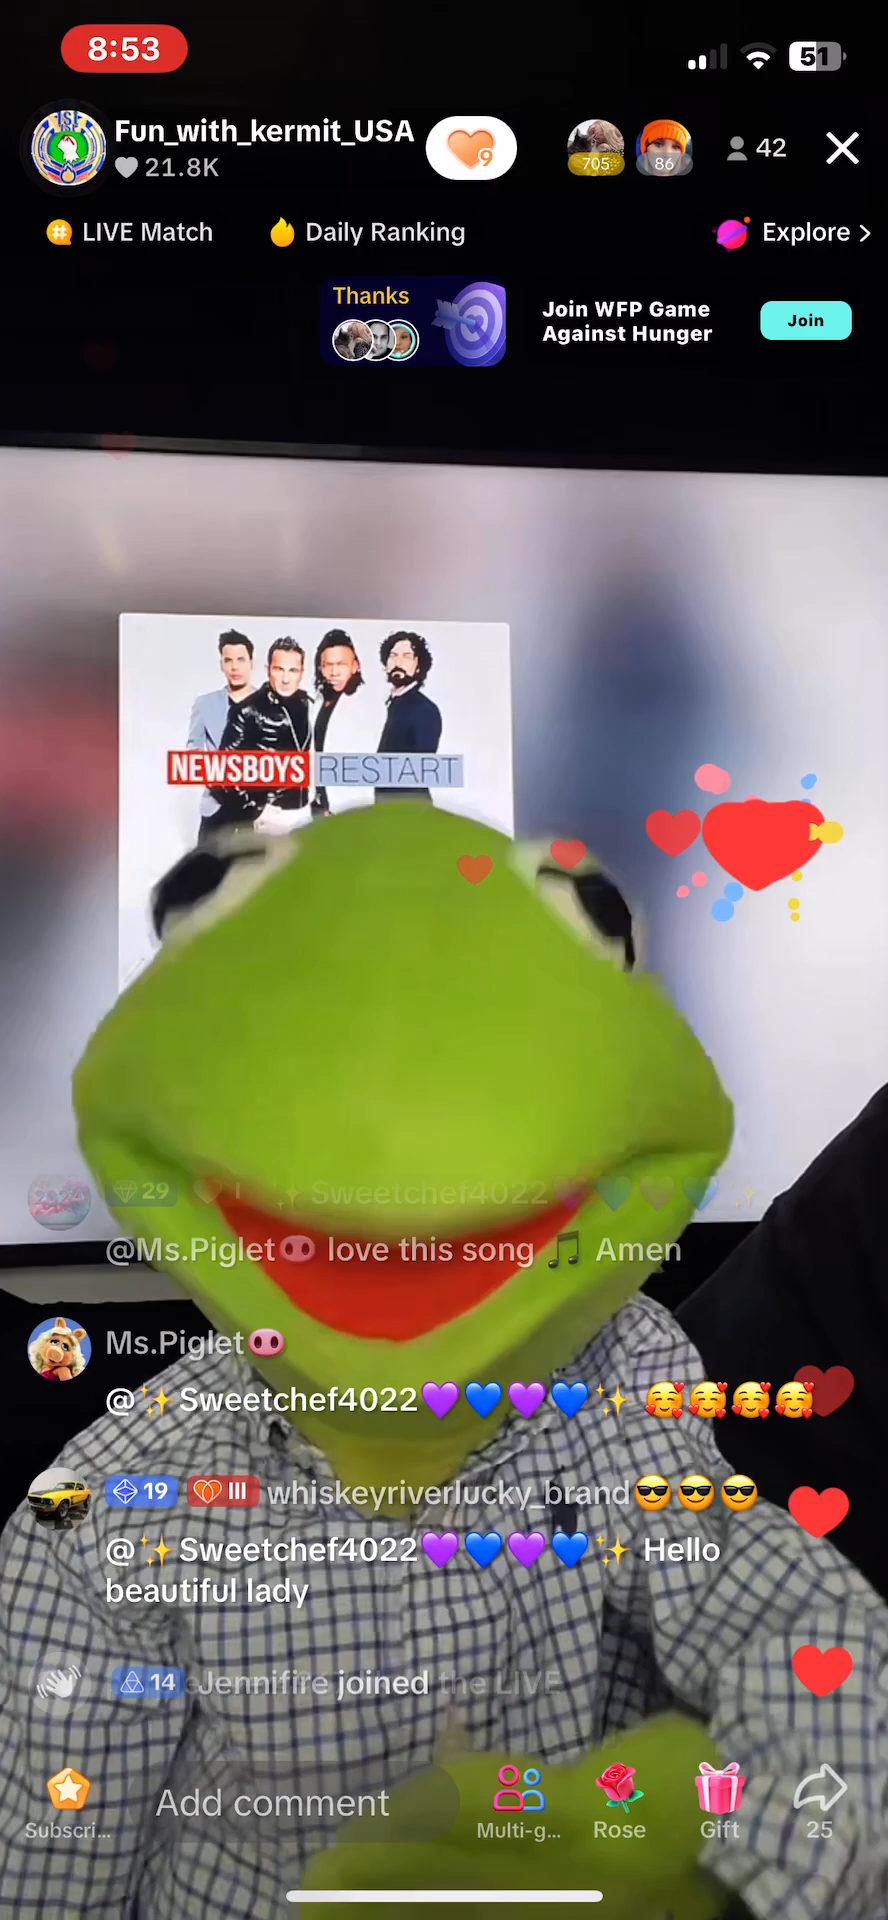 8:53
51
Fun_with_kermit_USA
21.8K
9
705
86
42
LIVE Match
Daily Ranking
Explore >
Thanks
Join WFP Game
Against Hunger
Join
NEWSBOYS RESTART
29 I ✨ Sweetchef4022💜💙💜💙✨
@Ms.Piglet🐽 love this song 🎵 Amen
Ms.Piglet🐽
@✨Sweetchef4022💜💙💜💙✨ 🥰🥰🥰🥰
19 III whiskeyriverlucky_brand😎😎😎
@✨Sweetchef4022💜💙💜💙✨ Hello
beautiful lady
14 Jennifire joined the LIVE
Add comment
Subscri...
Multi-g...
Rose
Gift
25